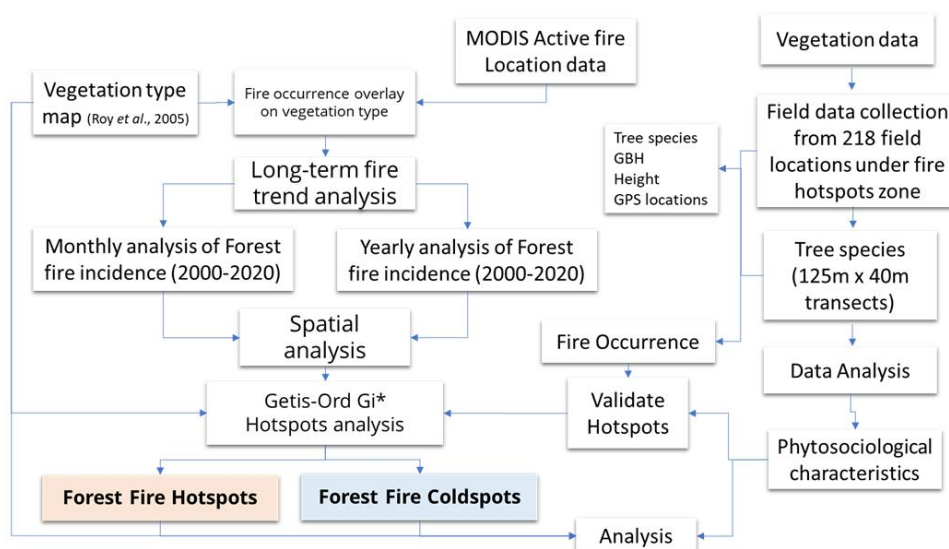 MODIS Active fire
Location data
Vegetation data
Vegetation type
map (Roy et al., 2005)
Fire occurrence overlay
on vegetation type
Field data collection
from 218 field
locations under fire
hotspots zone
Tree species
GBH
Height
GPS locations
Long-term fire
trend analysis
Monthly analysis of Forest
fire incidence (2000-2020)
Yearly analysis of Forest
fire incidence (2000-2020)
Tree species
(125m x 40m
transects)
Spatial
analysis
Fire Occurrence
Data Analysis
Getis-Ord Gi*
Hotspots analysis
Validate
Hotspots
Phytosociological
characteristics
Forest Fire Hotspots
Forest Fire Coldspots
Analysis